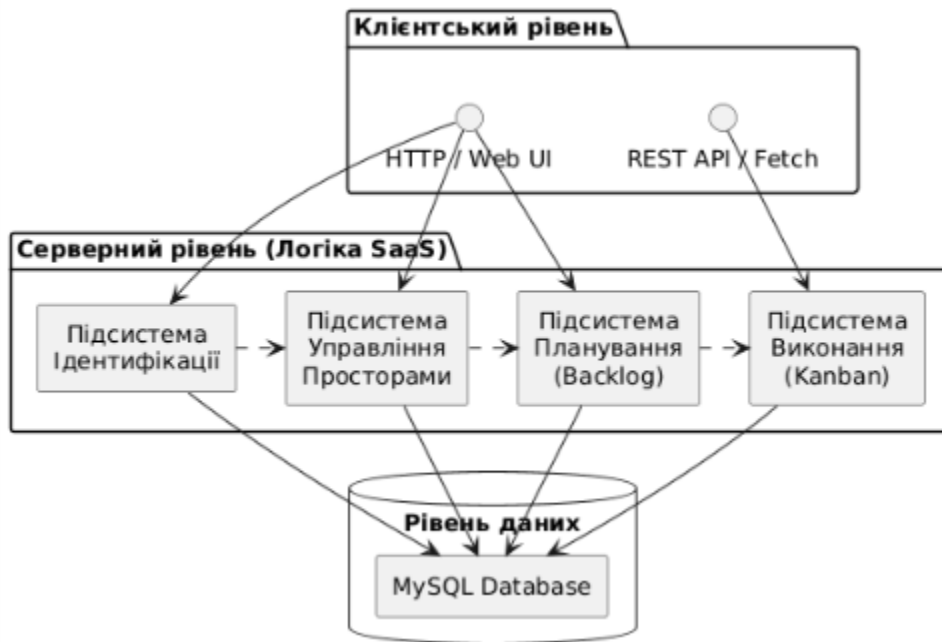 Клієнтський рівень
HTTP / Web UI
REST API / Fetch
Серверний рівень (Логіка SaaS)
Підсистема
Ідентифікації
Підсистема
Управління
Просторами
Підсистема
Планування
(Backlog)
Підсистема
Виконання
(Kanban)
Рівень даних
MySQL Database